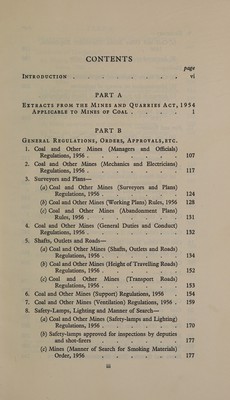 CONTENTS
page
INTRODUCTION . . . . . . . . vi
PART A
EXTRACTS FROM THE MINES AND QUARRIES ACT, 1954
APPLICABLE TO MINES OF COAL . . . . 1
PART B
GENERAL REGULATIONS, ORDERS, APPROVALS, ETC.
1. Coal and Other Mines (Managers and Officials)
Regulations, 1956 . . . . . . . 107
2. Coal and Other Mines (Mechanics and Electricians)
Regulations, 1956 . . . . . . . 117
3. Surveyors and Plans—
(a) Coal and Other Mines (Surveyors and Plans)
Regulations, 1956 . . . . . . 124
(b) Coal and Other Mines (Working Plans) Rules, 1956 128
(c) Coal and Other Mines (Abandonment Plans)
Rules, 1956 . . . . . . . 131
4. Coal and Other Mines (General Duties and Conduct)
Regulations, 1956 . . . . . . . 132
5. Shafts, Outlets and Roads—
(a) Coal and Other Mines (Shafts, Outlets and Roads)
Regulations, 1956 . . . . . . 134
(b) Coal and Other Mines (Height of Travelling Roads)
Regulations, 1956 . . . . . . 152
(c) Coal and Other Mines (Transport Roads)
Regulations, 1956 . . . . . . 153
6. Coal and Other Mines (Support) Regulations, 1956 . 154
7. Coal and Other Mines (Ventilation) Regulations, 1956 . 159
8. Safety-Lamps, Lighting and Manner of Search—
(a) Coal and Other Mines (Safety-lamps and Lighting)
Regulations, 1956 . . . . . . 170
(b) Safety-lamps approved for inspections by deputies
and shot-firers . . . . . . 177
(c) Mines (Manner of Search for Smoking Materials)
Order, 1956 . . . . . . . 177
iii